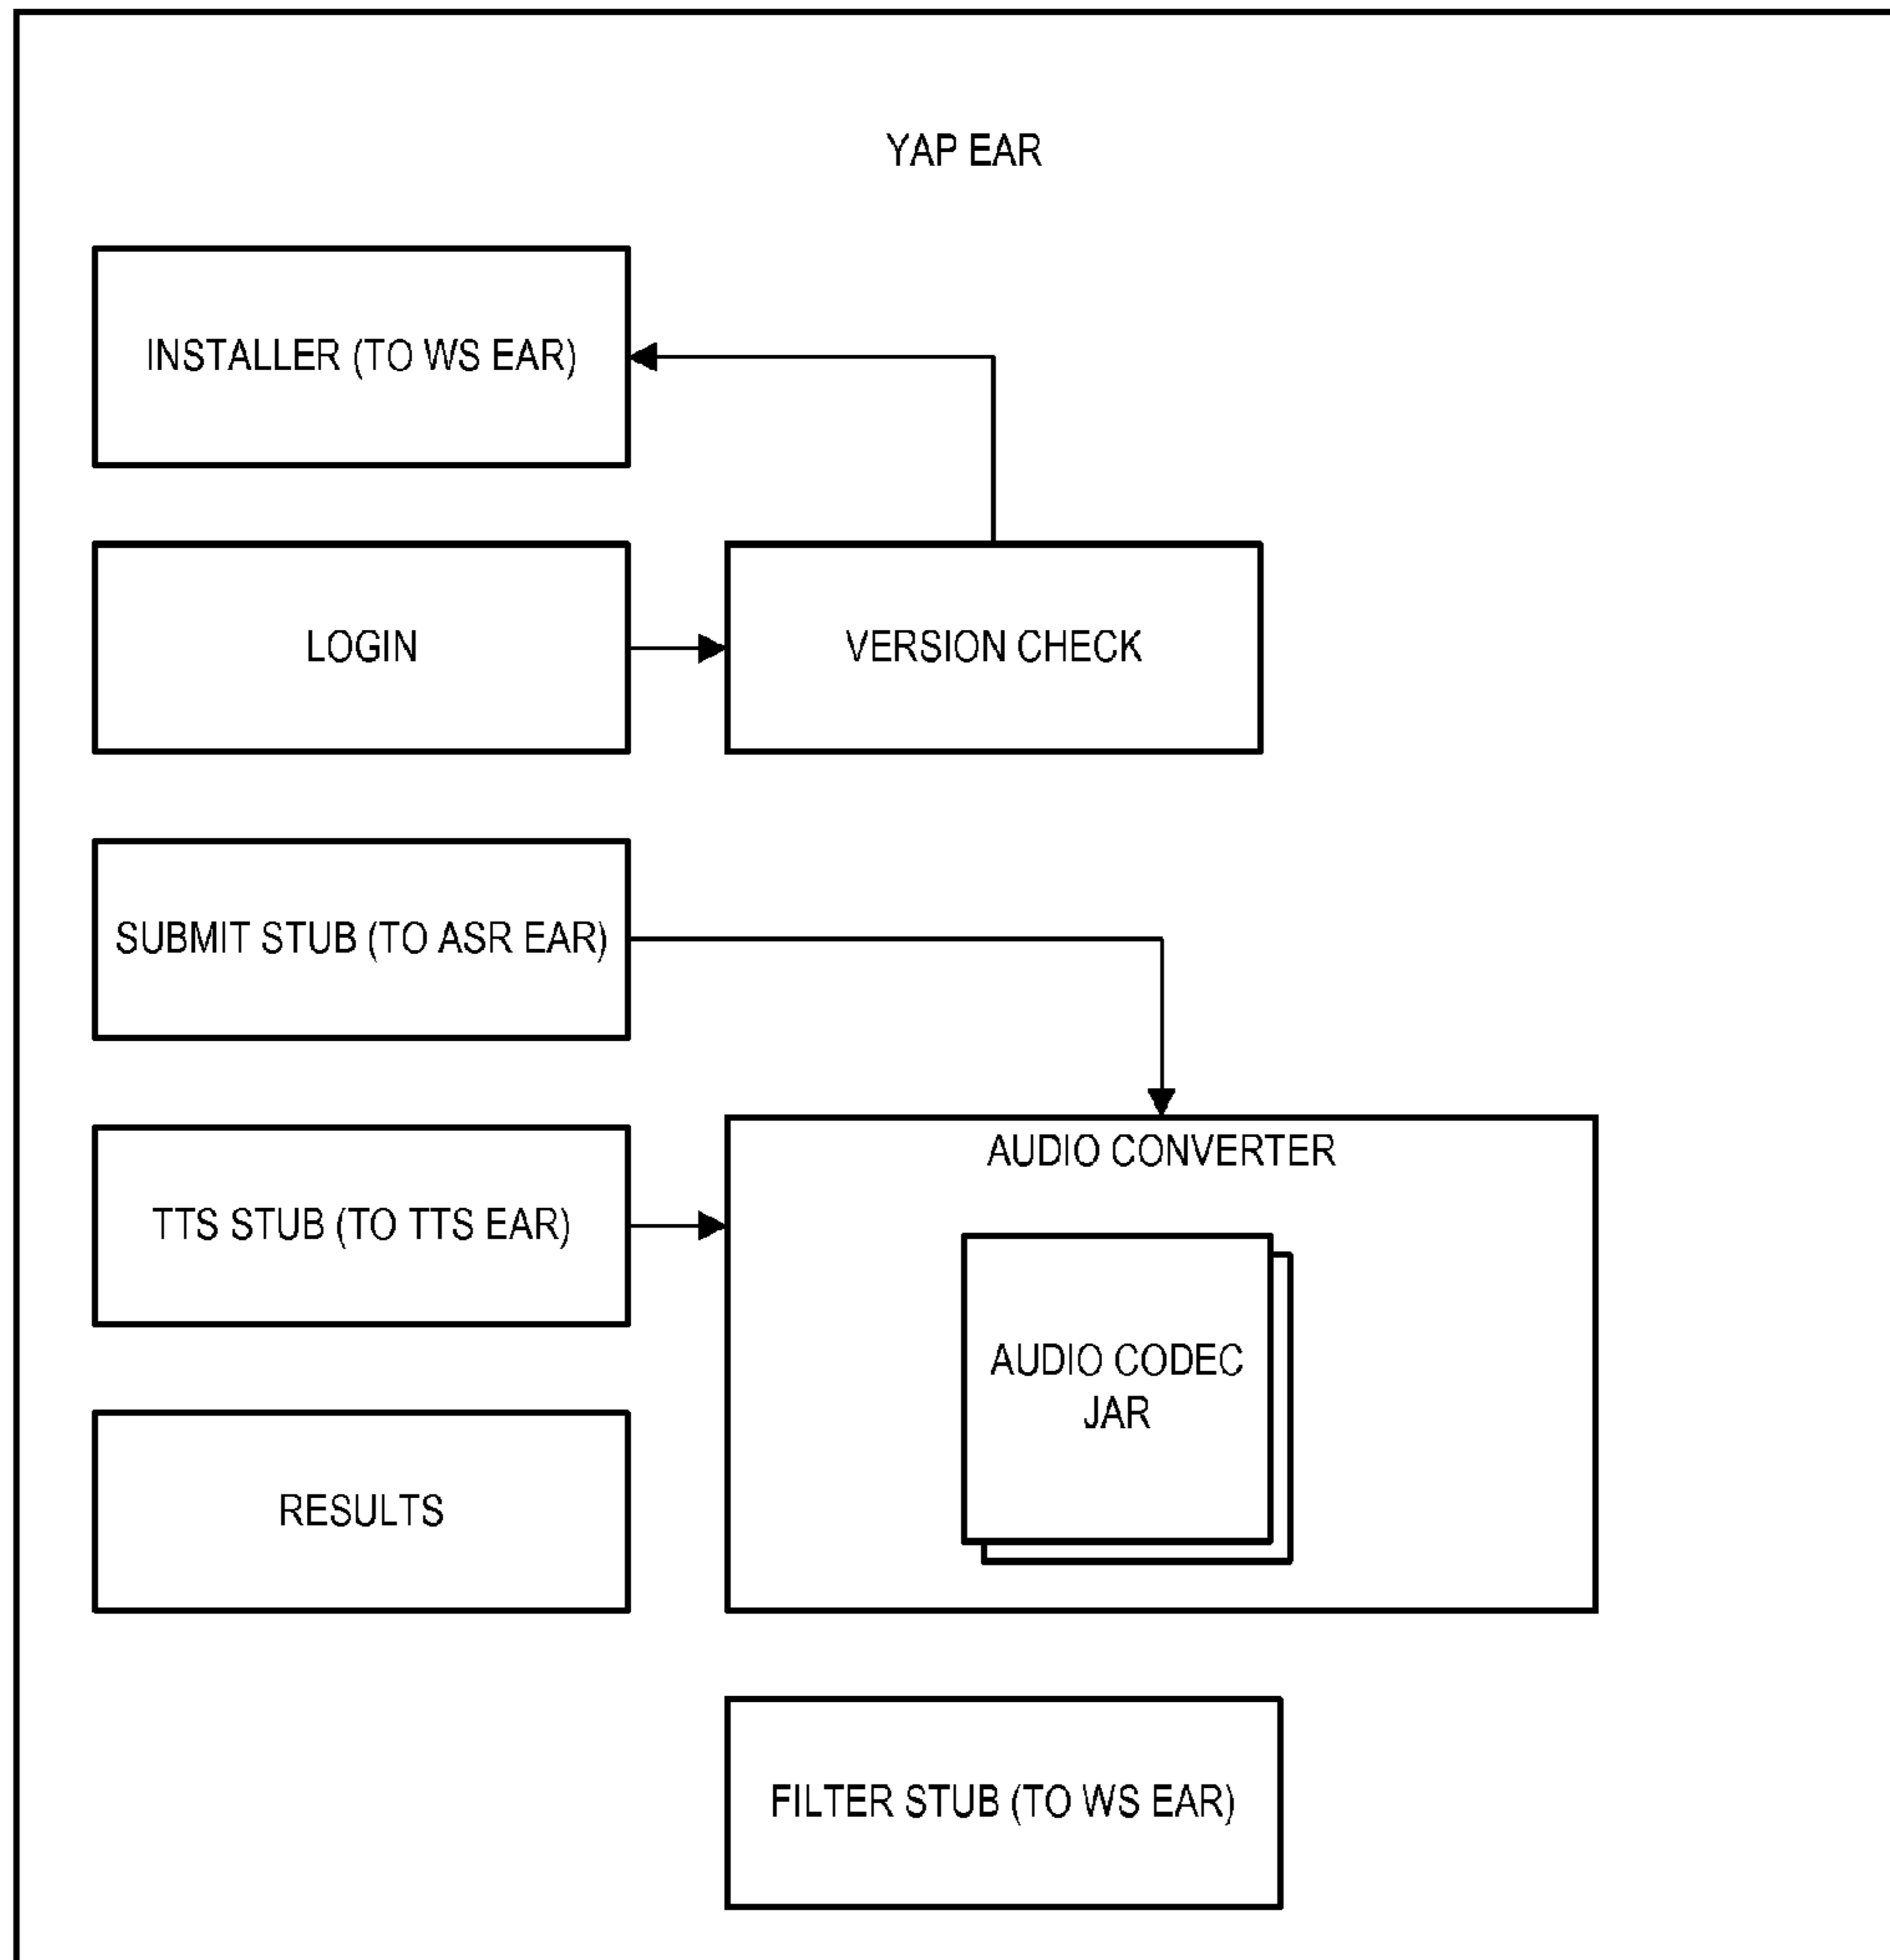 YAP EAR
INSTALLER (TO WS EAR)
LOGIN
VERSION CHECK
SUBMIT STUB (TO ASR EAR)
AUDIO CONVERTER
TTS STUB (TO TTS EAR)
AUDIO CODEC
JAR
RESULTS
FILTER STUB (TO WS EAR)